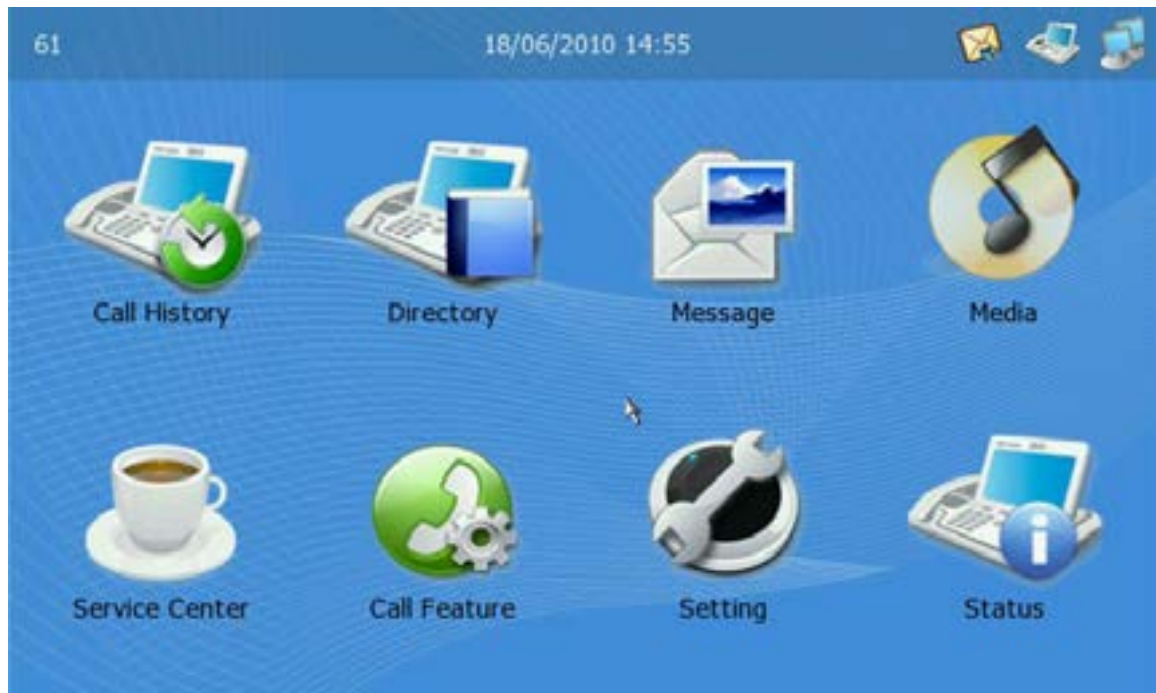 61
18/06/2010 14:55
Call History
Directory
Message
Media
Service Center
Call Feature
Setting
Status